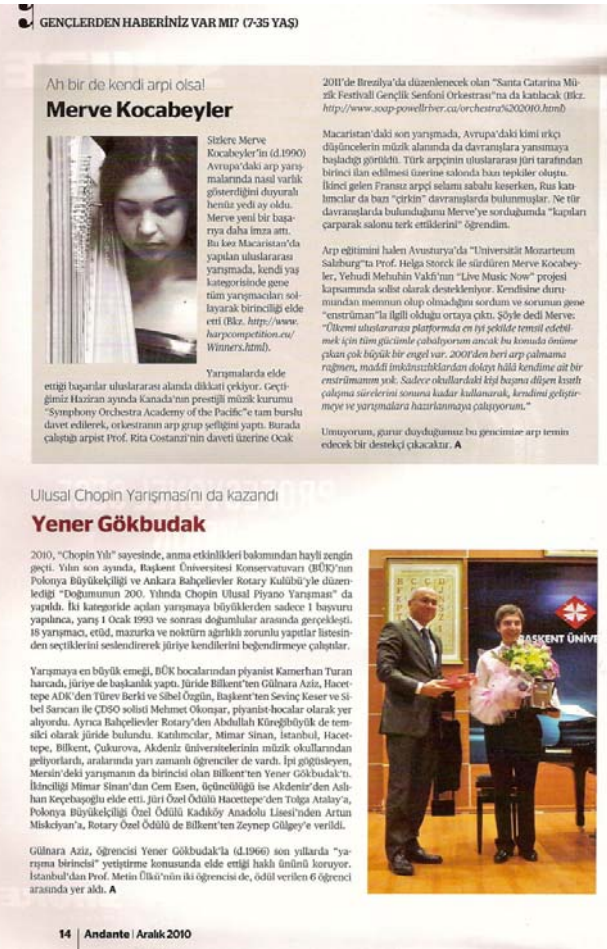 GENÇLERDEN HABERİNİZ VAR MI? (7-35 YAŞ)
Ah bir de kendi arpi olsa!
Merve Kocabeyler
Sizlere Merve
Kocabeyler'in (d.1990)
Avrupa'daki arp yarış-
malarında nasıl varlık
gösterdiğini duyuralı
henüz yedi ay oldu.
Merve yeni bir başa-
rıya daha imza attı.
Bu kez Macaristan'da
yapılan uluslararası
yarışmada, kendi yaş
kategorisinde gene
tüm yarışmacıları sol-
layarak birinciliği elde
etti (Bkz. http://www.
harpcompetition.eu/
Winners.html).
Yarışmalarda elde
ettiği başarılar uluslararası alanda dikkati çekiyor. Geçti-
ğimiz Haziran ayında Kanada'nın prestijli müzik kurumu
"Symphony Orchestra Academy of the Pacific"e tam burslu
davet edilerek, orkestranın arp grup şefliğini yaptı. Burada
çalıştığı arpist Prof. Rita Costanzi'nin daveti üzerine Ocak
2011'de Brezilya'da düzenlenecek olan "Santa Catarina Mü-
zik Festivali Gençlik Senfoni Orkestrası"na da katılacak (Bkz.
http://www.soap-powellriver.ca/orchestra%202010.html)
Macaristan'daki son yarışmada, Avrupa'daki kimi ırkçı
düşüncelerin müzik alanında da davranışlara yansımaya
başladığı görüldü. Türk arpçinin uluslararası jüri tarafından
birinci ilan edilmesi üzerine salonda bazı tepkiler oluştu.
İkinci gelen Fransız arpçi selamı sabahı keserken, Rus katı-
lımcılar da bazı "çirkin" davranışlarda bulunmuşlar. Ne tür
davranışlarda bulunduğunu Merve'ye sorduğumda "kapıları
çarparak salonu terk ettiklerini" öğrendim.
Arp eğitimini halen Avusturya'da "Universität Mozarteum
Salzburg"ta Prof. Helga Storck ile sürdüren Merve Kocabey-
ler, Yehudi Mehuhin Vakfı'nın "Live Music Now" projesi
kapsamında solist olarak destekleniyor. Kendisine duru-
mundan memnun olup olmadığını sordum ve sorunun gene
"enstrüman"la ilgili olduğu ortaya çıktı. Şöyle dedi Merve:
"Ülkemi uluslararası platformda en iyi şekilde temsil edebil-
mek için tüm gücümle çabalıyorum ancak bu konuda önüme
çıkan çok büyük bir engel var. 2001'den beri arp çalmama
rağmen, maddi imkânsızlıklardan dolayı hâlâ kendime ait bir
enstrümanım yok. Sadece okullardaki kişi başına düşen kısıtlı
çalışma sürelerini sonuna kadar kullanarak, kendimi geliştir-
meye ve yarışmalara hazırlanmaya çalışıyorum."
Umuyorum, gurur duyduğumuz bu gencimize arp temin
edecek bir destekçi çıkacaktır. A
Ulusal Chopin Yarışması'nı da kazandı
Yener Gökbudak
2010, "Chopin Yılı" sayesinde, anma etkinlikleri bakımından hayli zengin
geçti. Yılın son ayında, Başkent Üniversitesi Konservatuvarı (BÜK)'nın
Polonya Büyükelçiliği ve Ankara Bahçelievler Rotary Kulübü'yle düzen-
lediği "Doğumunun 200. Yılında Chopin Ulusal Piyano Yarışması" da
yapıldı. İki kategoride açılan yarışmaya büyüklerden sadece 1 başvuru
yapılınca, yarış 1 Ocak 1993 ve sonrası doğumlular arasında gerçekleşti.
18 yarışmacı, etüd, mazurka ve noktürn ağırlıklı zorunlu yapıtlar listesin-
den seçtiklerini seslendirerek jüriye kendilerini beğendirmeye çalıştılar.
Yarışmaya en büyük emeği, BÜK hocalarından piyanist Kamerhan Turan
harcadı, jüriye de başkanlık yaptı. Jüride Bilkent'ten Gülnara Aziz, Hacet-
tepe ADK'den Türev Berki ve Sibel Özgün, Başkent'ten Sevinç Keser ve Si-
bel Sarıcan ile ÇDSO solisti Mehmet Okonşar, piyanist-hocalar olarak yer
alıyordu. Ayrıca Bahçelievler Rotary'den Abdullah Küreğibüyük de tem-
silci olarak jüride bulundu. Katılımcılar, Mimar Sinan, İstanbul, Hacet-
tepe, Bilkent, Çukurova, Akdeniz üniversitelerinin müzik okullarından
geliyorlardı, aralarında yarı zamanlı öğrenciler de vardı. İpi göğüsleyen,
Mersin'deki yarışmanın da birincisi olan Bilkent'ten Yener Gökbudak'tı.
İkinciliği Mimar Sinan'dan Cem Esen, üçüncülüğü ise Akdeniz'den Aslı-
han Keçebaşoğlu elde etti. Jüri Özel Ödülü Hacettepe'den Tolga Atalay'a,
Polonya Büyükelçiliği Özel Ödülü Kadıköy Anadolu Lisesi'nden Artun
Miskciyan'a, Rotary Özel Ödülü de Bilkent'ten Zeynep Gülgey'e verildi.
Gülnara Aziz, öğrencisi Yener Gökbudak'la (d.1966) son yıllarda "ya-
rışma birincisi" yetiştirme konusunda elde ettiği haklı ününü koruyor.
İstanbul'dan Prof. Metin Ülkü'nün iki öğrencisi de, ödül verilen 6 öğrenci
arasında yer aldı. A
BAŞKENT ÜNİVE
14 | Andante | Aralık 2010